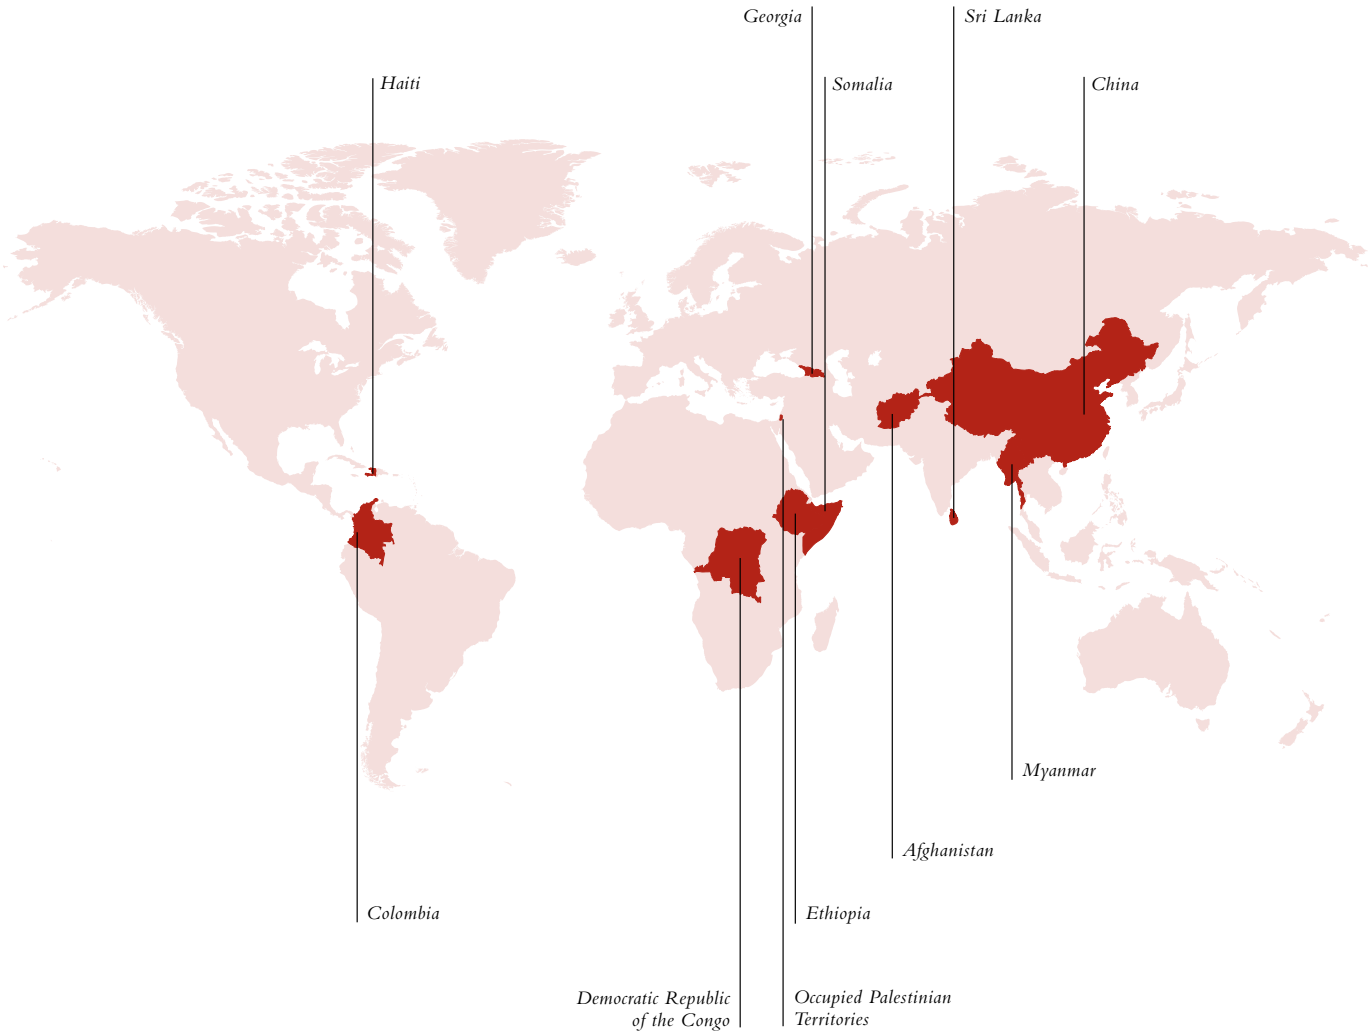 Georgia
Sri Lanka
Haiti
Somalia
China
Myanmar
Afghanistan
Colombia
Ethiopia
Democratic Republic
of the Congo
Occupied Palestinian
Territories